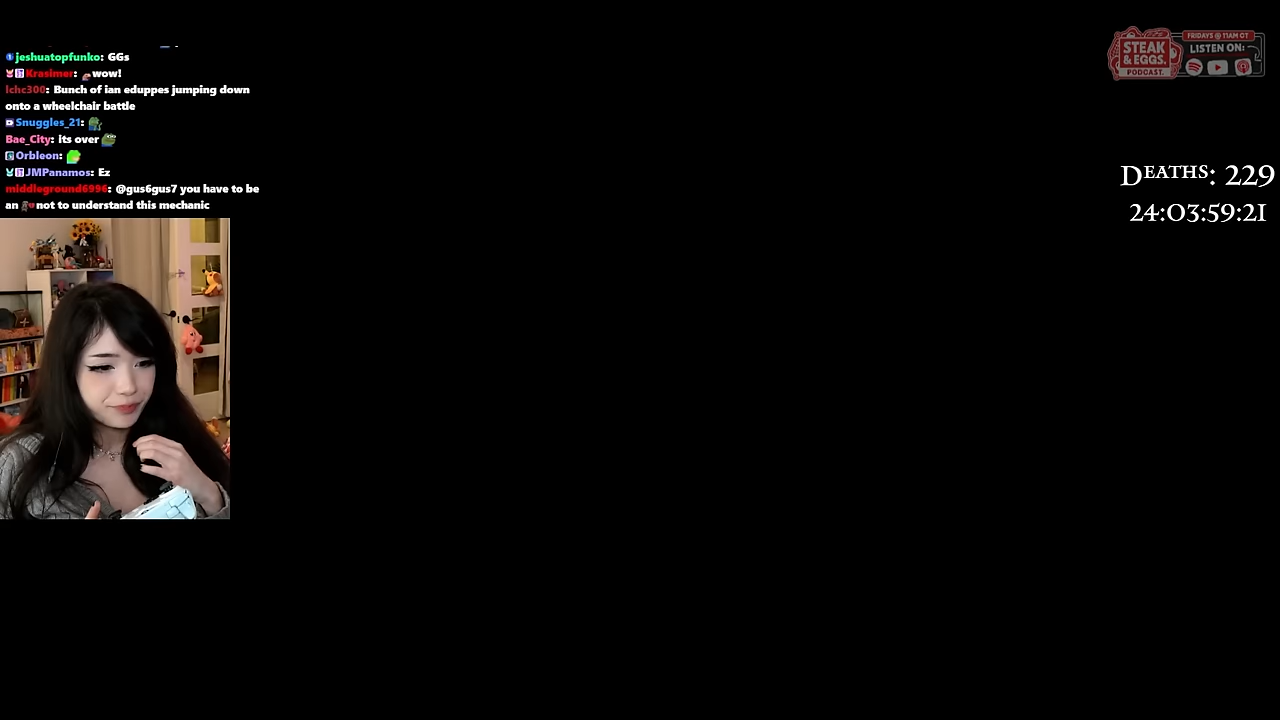 jeshuatopfunko: GGs
Krasimer: wow!
lchc300: Bunch of ian eduppes jumping down
onto a wheelchair battle
Snuggles_21:
Bae_City: its over
Orbleon:
JMPanamos: Ez
middleground6996: @gus6gus7 you have to be
an not to understand this mechanic
STEAK
& EGGS.
PODCAST.
FRIDAYS @ 11AM CT
LISTEN ON:
DEATHS: 229
24:03:59:21